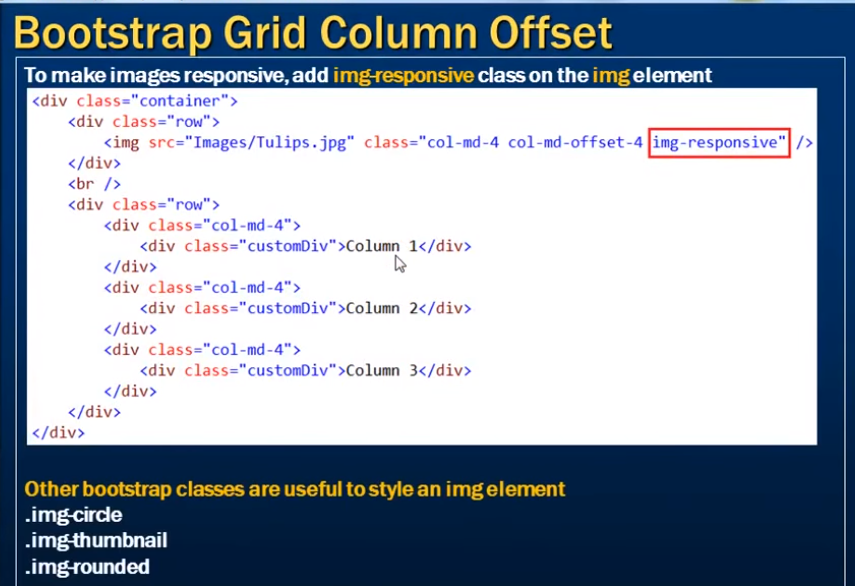 Bootstrap Grid Column Offset
To make images responsive, add img-responsive class on the img element
<div class="container">
    <div class="row">
        <img src="Images/Tulips.jpg" class="col-md-4 col-md-offset-4 img-responsive" />
    </div>
    <br />
    <div class="row">
        <div class="col-md-4">
            <div class="customDiv">Column 1</div>
        </div>
        <div class="col-md-4">
            <div class="customDiv">Column 2</div>
        </div>
        <div class="col-md-4">
            <div class="customDiv">Column 3</div>
        </div>
    </div>
</div>
Other bootstrap classes are useful to style an img element
.img-circle
.img-thumbnail
.img-rounded